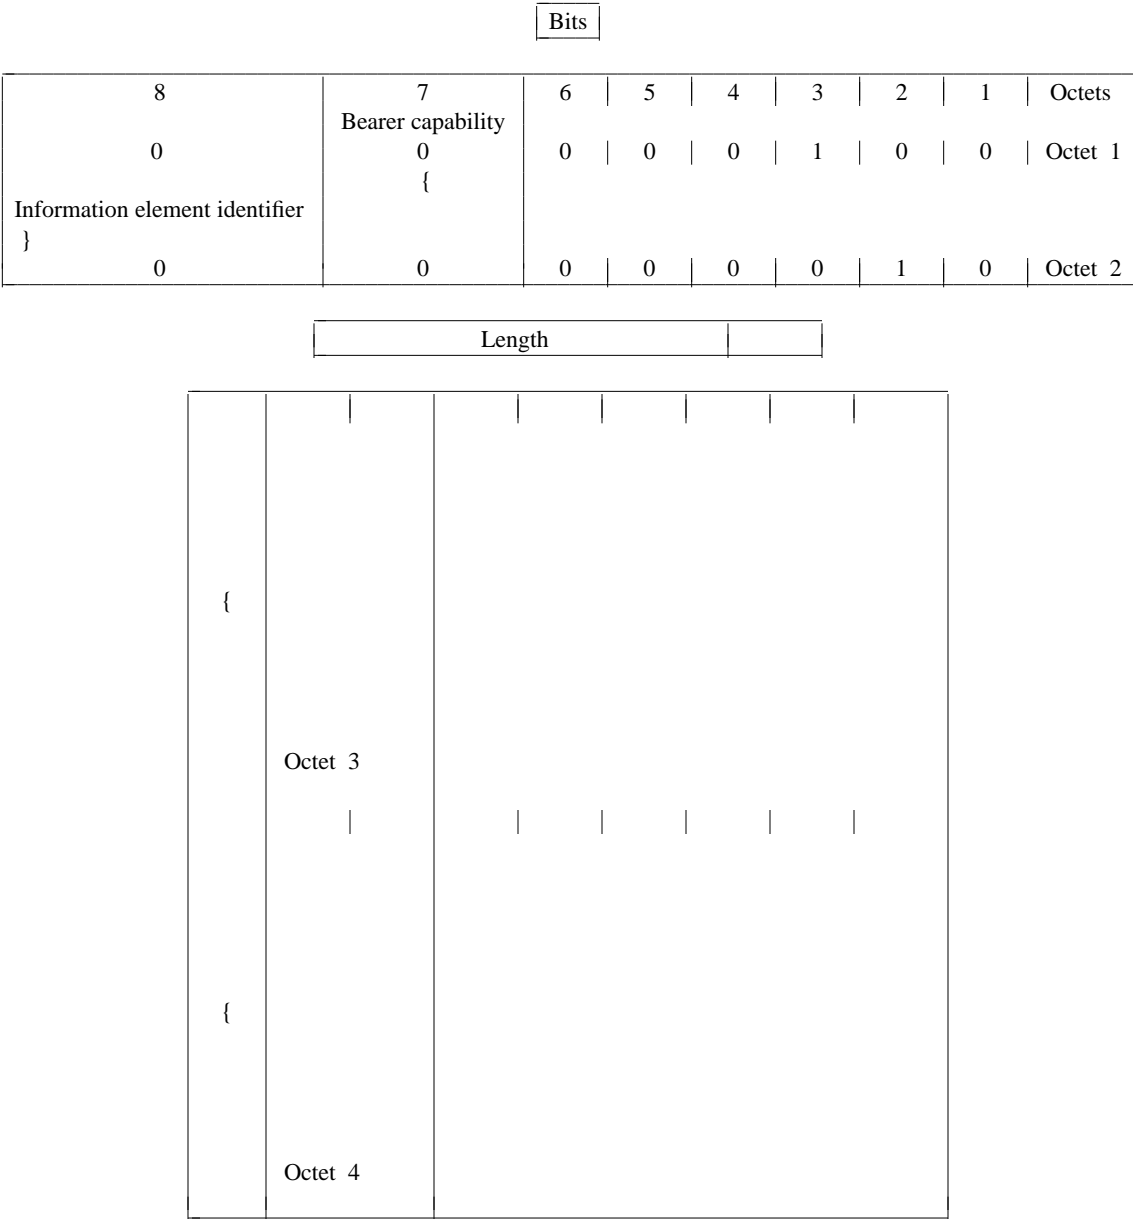 Bits
8 7 6 5 4 3 2 1 Octets
Bearer capability
0 0 0 0 0 1 0 0 Octet 1
{
Information element identifier
}
0 0 0 0 0 0 1 0 Octet 2
Length
{
Octet 3
{
Octet 4